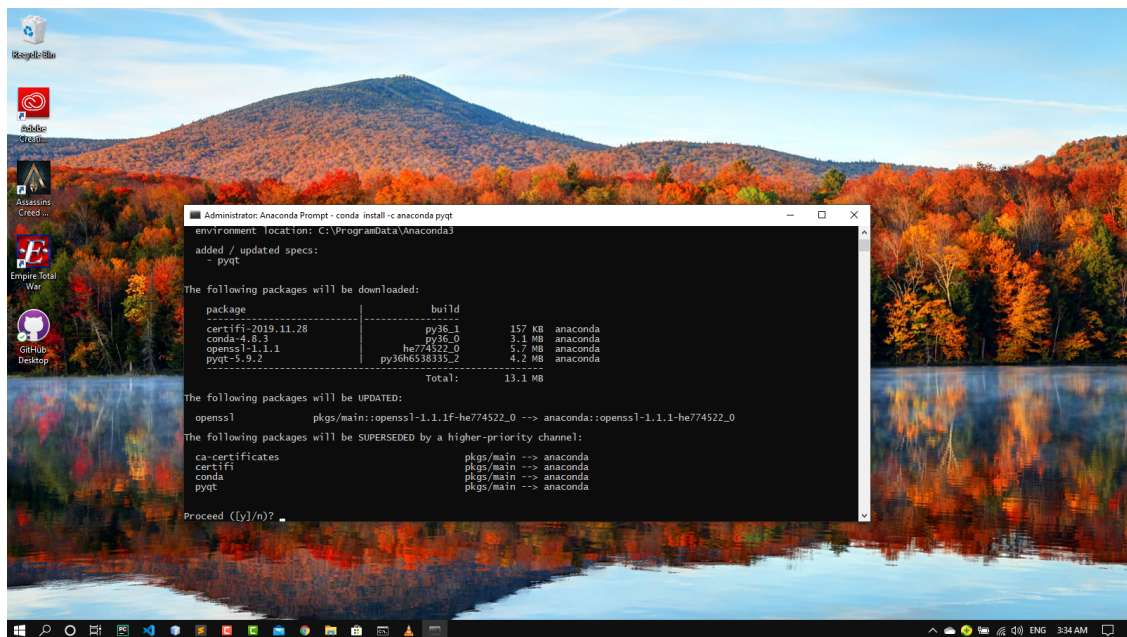 Recycle Bin
Adobe
Creati...
Assassins
Creed ...
Empire Total
War
GitHub
Desktop
Administrator: Anaconda Prompt - conda  install -c anaconda pyqt
environment location: C:\ProgramData\Anaconda3
added / updated specs:
- pyqt
The following packages will be downloaded:
package | build
---------------------------|-----------------
certifi-2019.11.28 | py36_1 157 KB anaconda
conda-4.8.3 | py36_0 3.1 MB anaconda
openssl-1.1.1 | he774522_0 5.7 MB anaconda
pyqt-5.9.2 | py36h6538335_2 4.2 MB anaconda
------------------------------------------------------------
Total: 13.1 MB
The following packages will be UPDATED:
openssl pkgs/main::openssl-1.1.1f-he774522_0 --> anaconda::openssl-1.1.1-he774522_0
The following packages will be SUPERSEDED by a higher-priority channel:
ca-certificates pkgs/main --> anaconda
certifi pkgs/main --> anaconda
conda pkgs/main --> anaconda
pyqt pkgs/main --> anaconda
Proceed ([y]/n)? _
ENG 3:34 AM